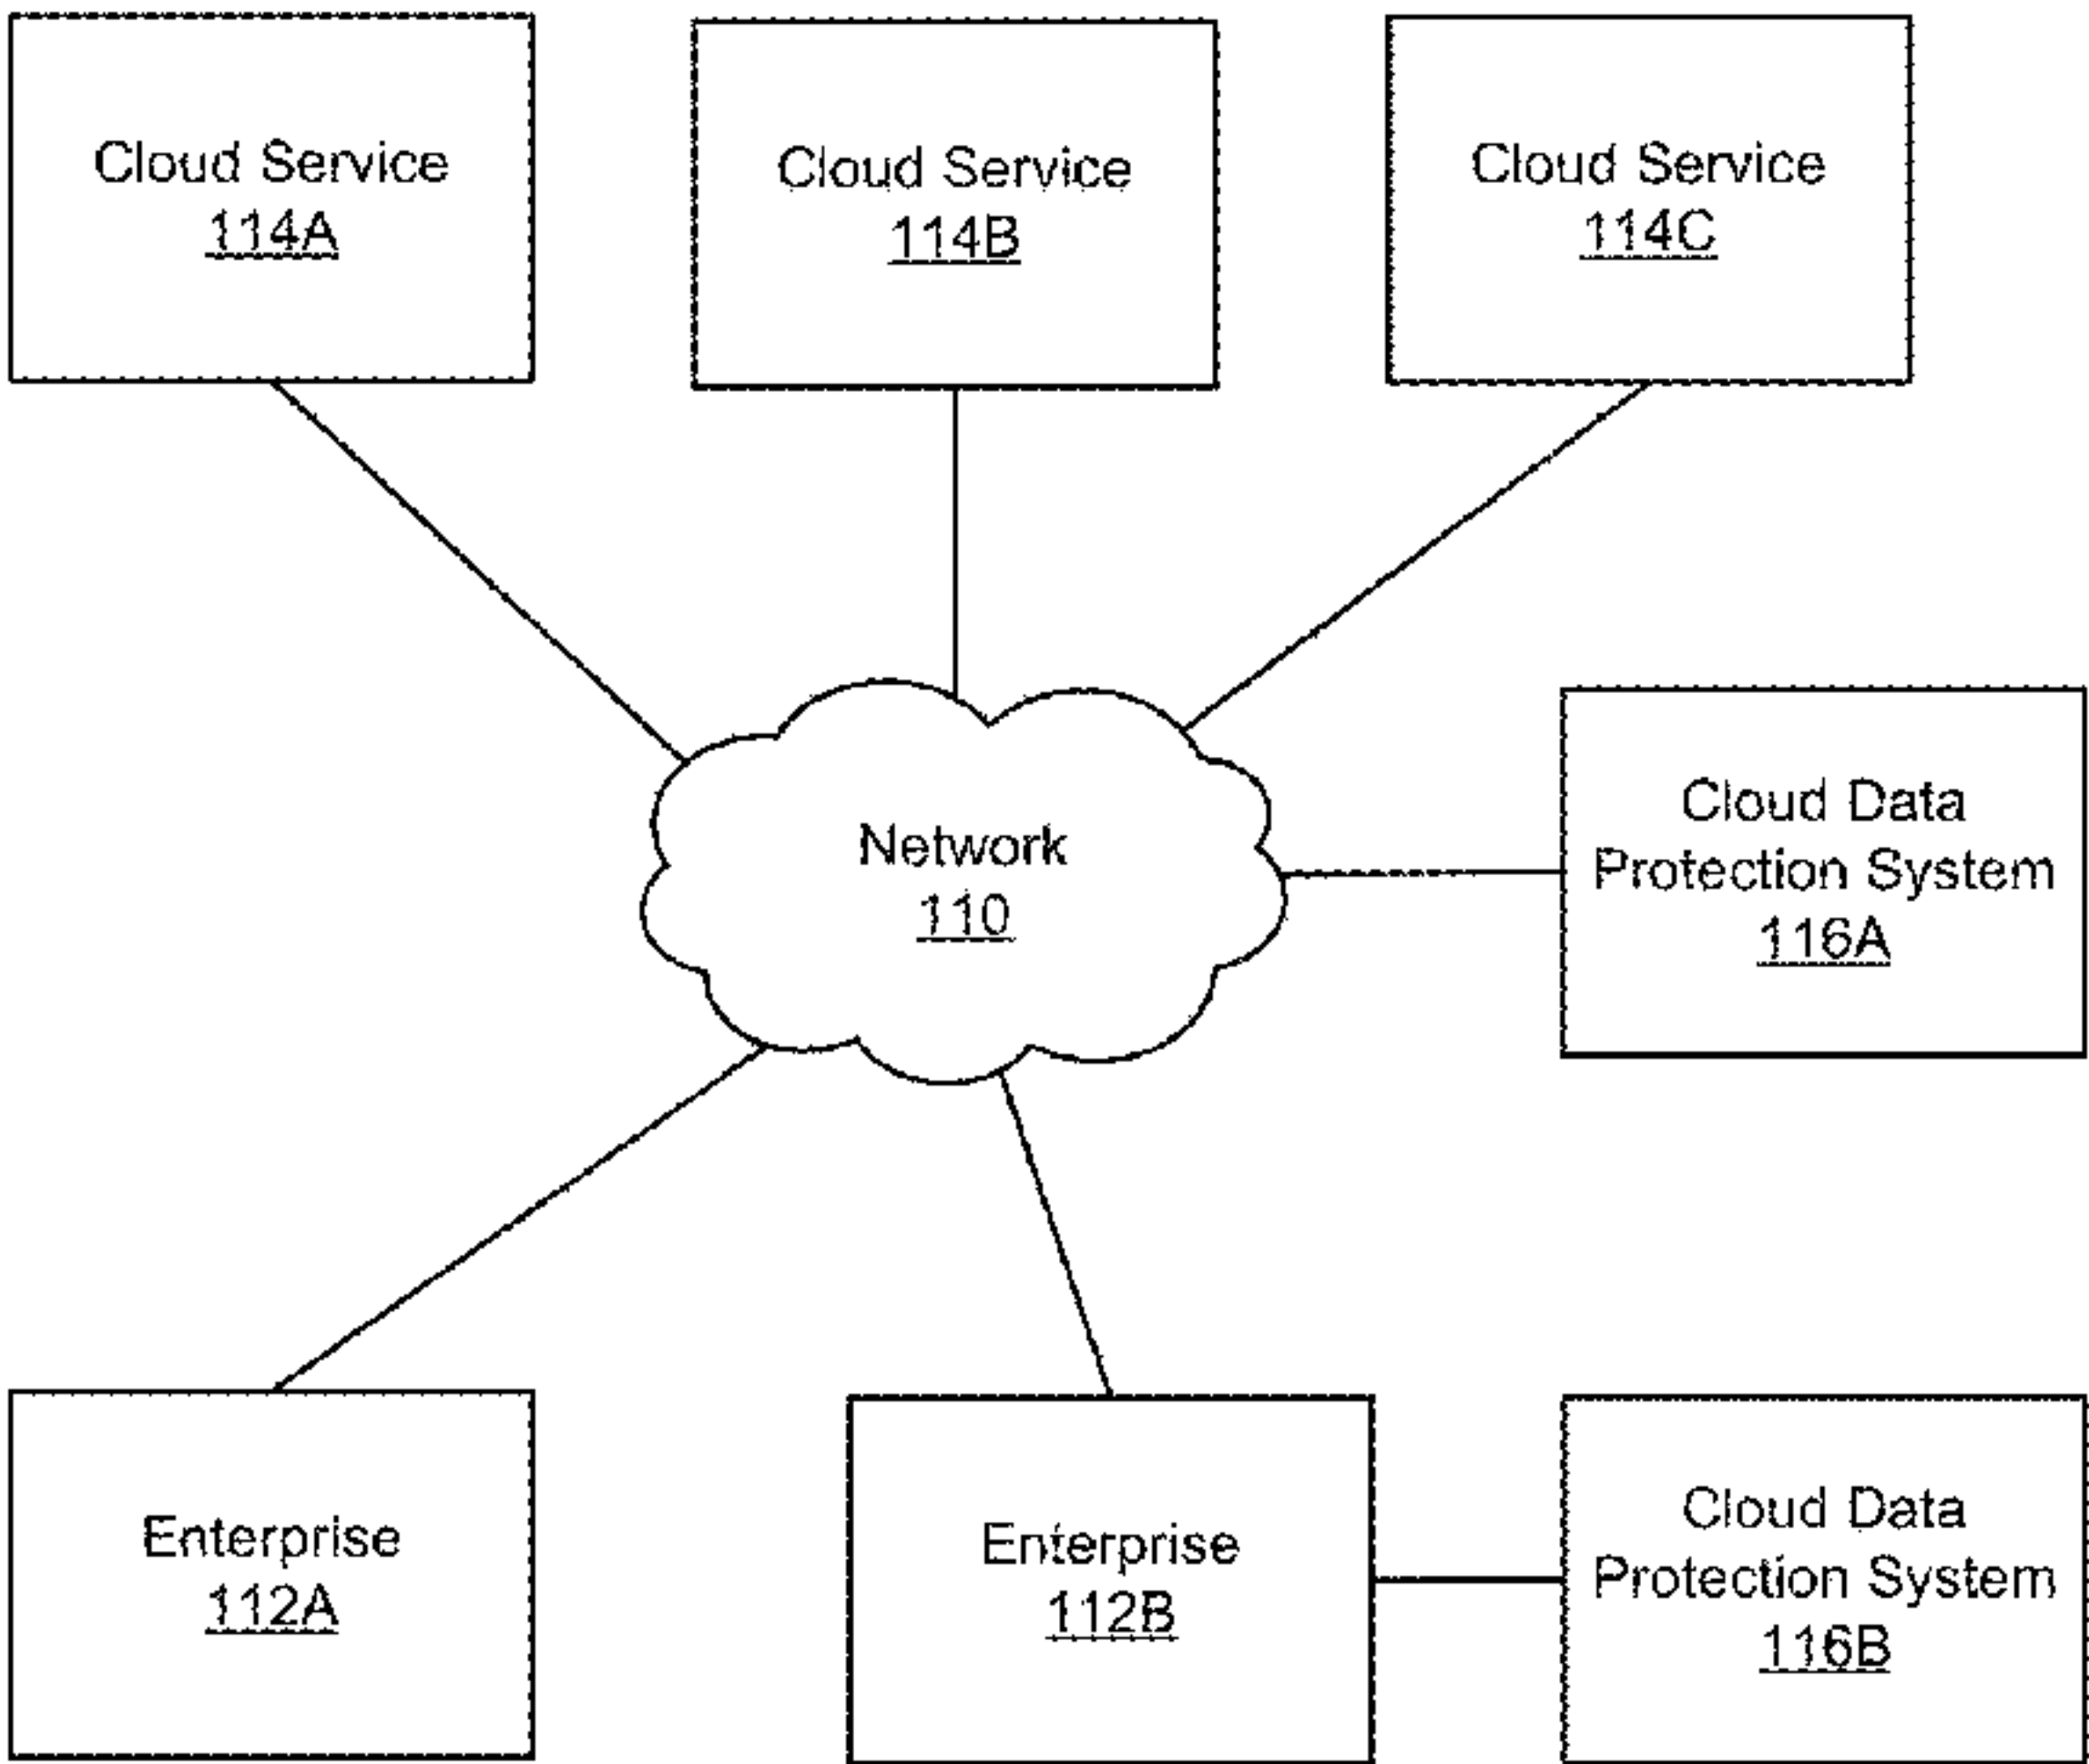 Cloud Service
114A
Cloud Service
114B
Cloud Service
114C
Network
110
Cloud Data
Protection System
116A
Enterprise
112A
Enterprise
112B
Cloud Data
Protection System
116B